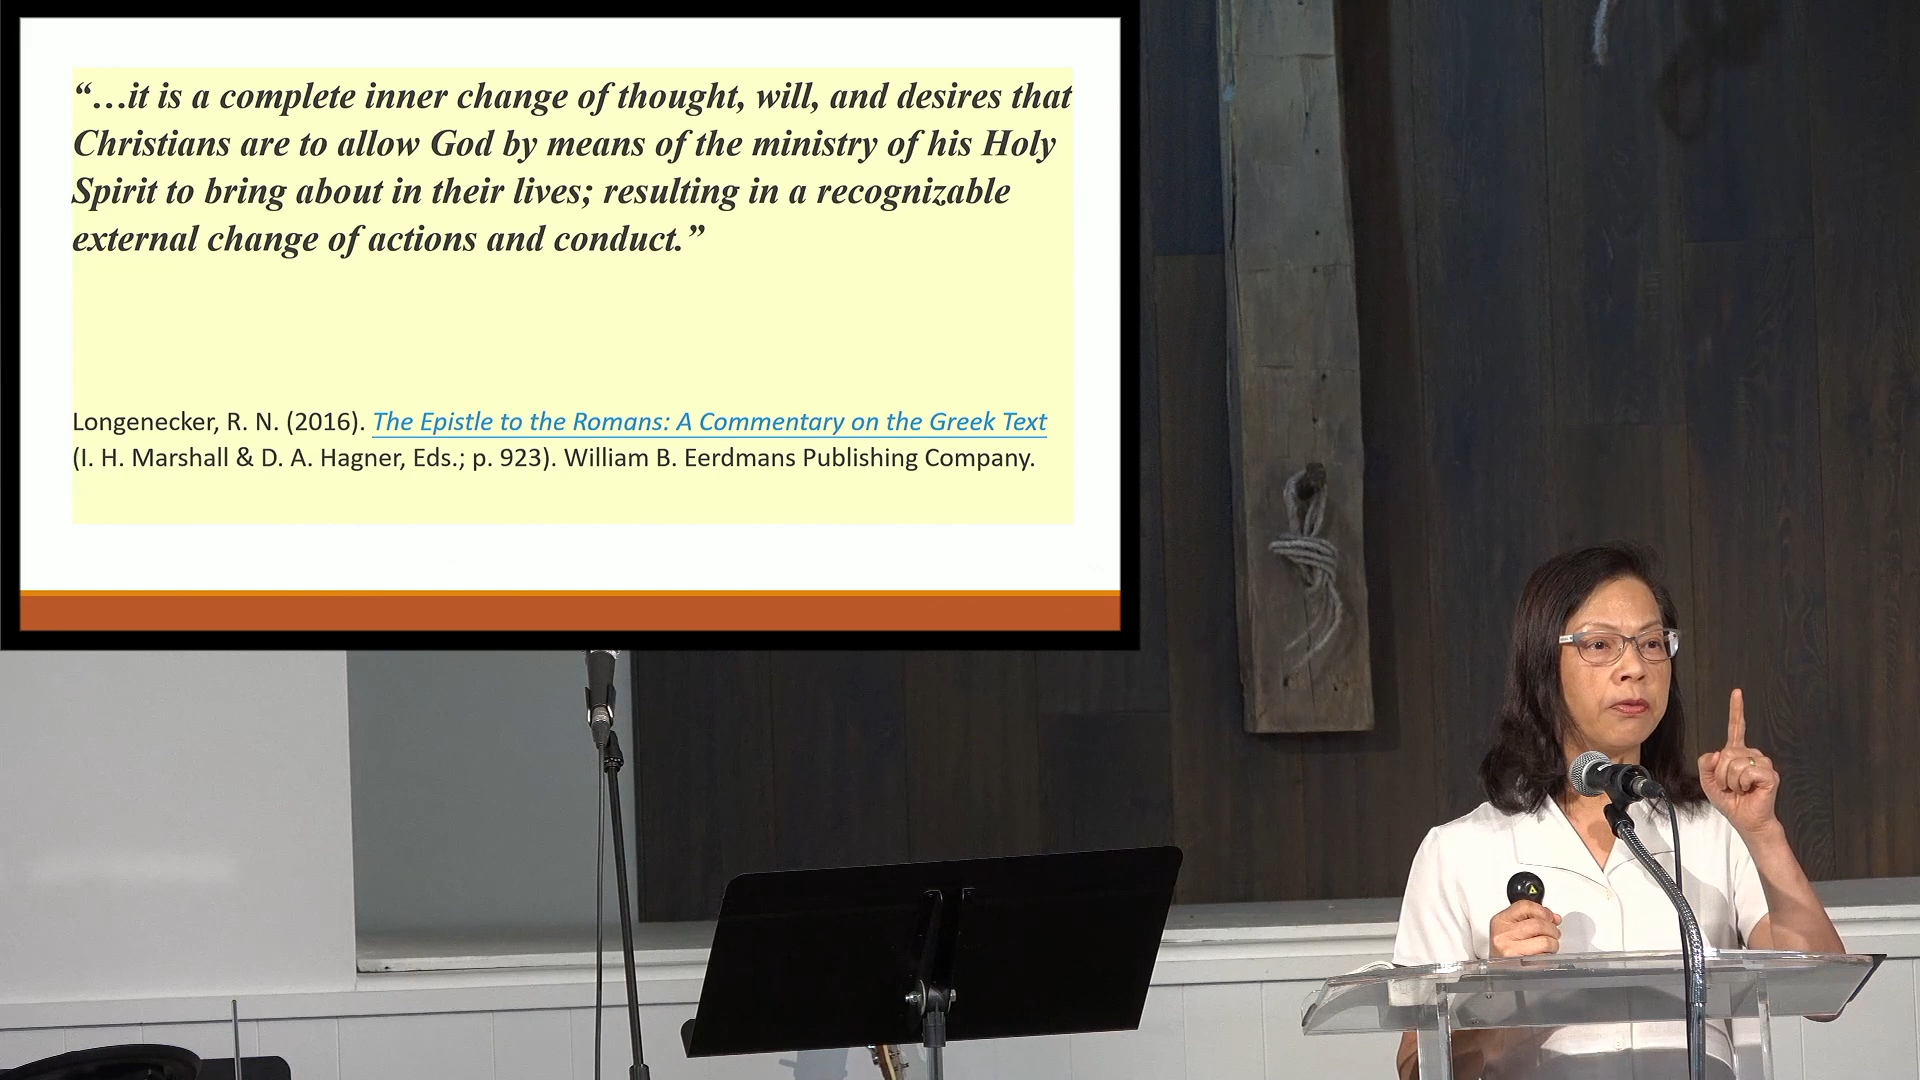 “…it is a complete inner change of thought, will, and desires that
Christians are to allow God by means of the ministry of his Holy
Spirit to bring about in their lives; resulting in a recognizable
external change of actions and conduct.”
Longenecker, R. N. (2016). The Epistle to the Romans: A Commentary on the Greek Text
(I. H. Marshall & D. A. Hagner, Eds.; p. 923). William B. Eerdmans Publishing Company.